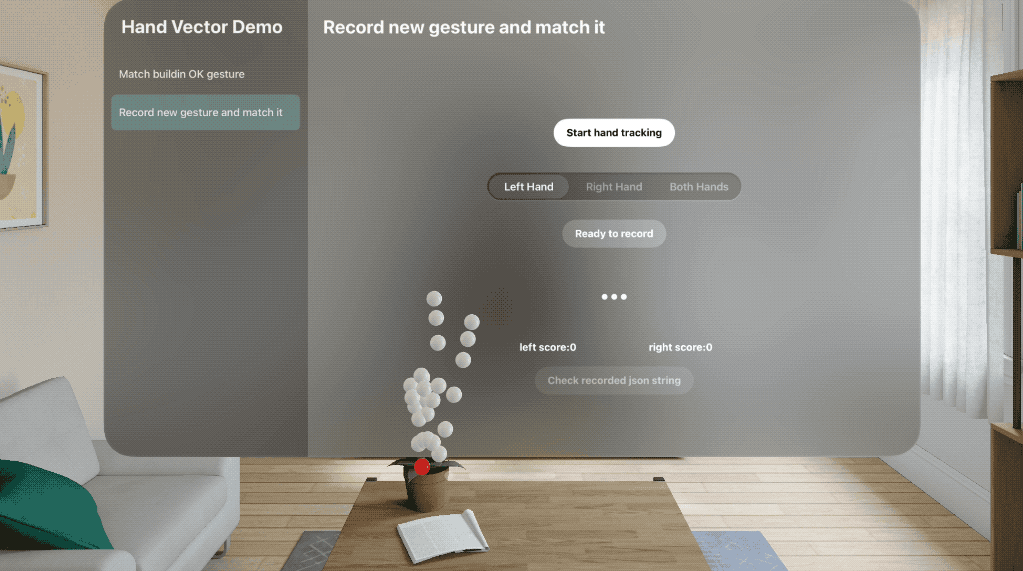 Hand Vector Demo
Match buildin OK gesture
Record new gesture and match it
Record new gesture and match it
Start hand tracking
Left Hand Right Hand Both Hands
Ready to record
left score:0 right score:0
Check recorded json string